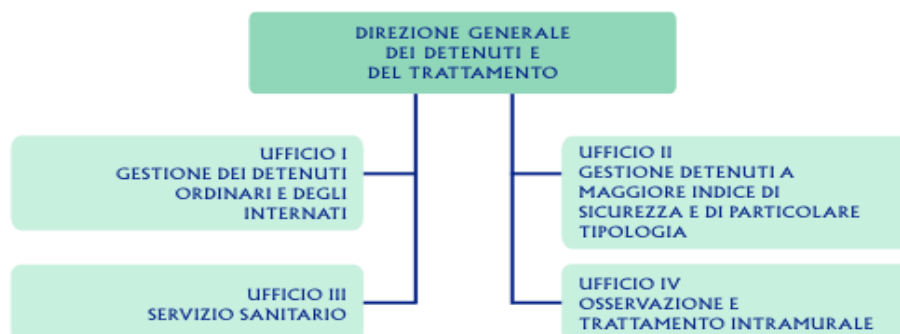 DIREZIONE GENERALE
DEI DETENUTI E
DEL TRATTAMENTO
UFFICIO I
GESTIONE DEI DETENUTI
ORDINARI E DEGLI
INTERNATI
UFFICIO II
GESTIONE DETENUTI A
MAGGIORE INDICE DI
SICUREZZA E DI PARTICOLARE
TIPOLOGIA
UFFICIO III
SERVIZIO SANITARIO
UFFICIO IV
OSSERVAZIONE E
TRATTAMENTO INTRAMURALE